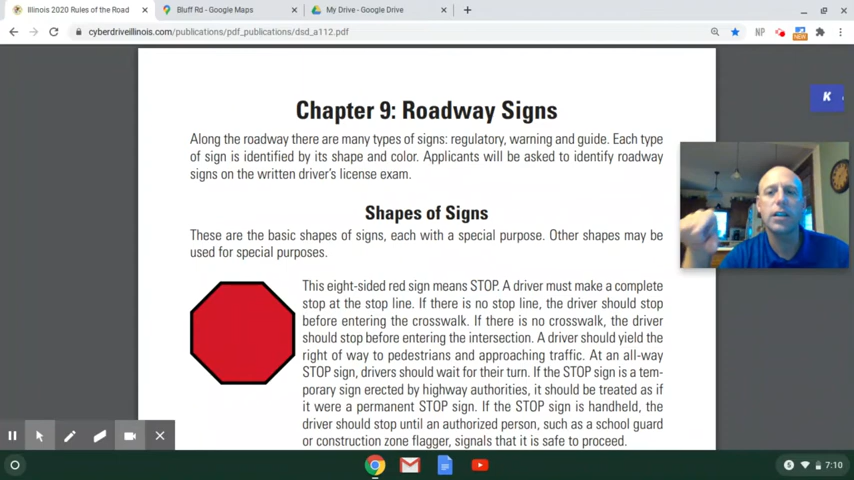 Illinois 2020 Rules of the Road
Bluff Rd - Google Maps
My Drive - Google Drive
cyberdriveillinois.com/publications/pdf_publications/dsd_a112.pdf
NP
NEW
Chapter 9: Roadway Signs
Along the roadway there are many types of signs: regulatory, warning and guide. Each type
of sign is identified by its shape and color. Applicants will be asked to identify roadway
signs on the written driver's license exam.
K
Shapes of Signs
These are the basic shapes of signs, each with a special purpose. Other shapes may be
used for special purposes.
This eight-sided red sign means STOP. A driver must make a complete
stop at the stop line. If there is no stop line, the driver should stop
before entering the crosswalk. If there is no crosswalk, the driver
should stop before entering the intersection. A driver should yield the
right of way to pedestrians and approaching traffic. At an all-way
STOP sign, drivers should wait for their turn. If the STOP sign is a tem-
porary sign erected by highway authorities, it should be treated as if
it were a permanent STOP sign. If the STOP sign is handheld, the
driver should stop until an authorized person, such as a school guard
or construction zone flagger, signals that it is safe to proceed.
7:10